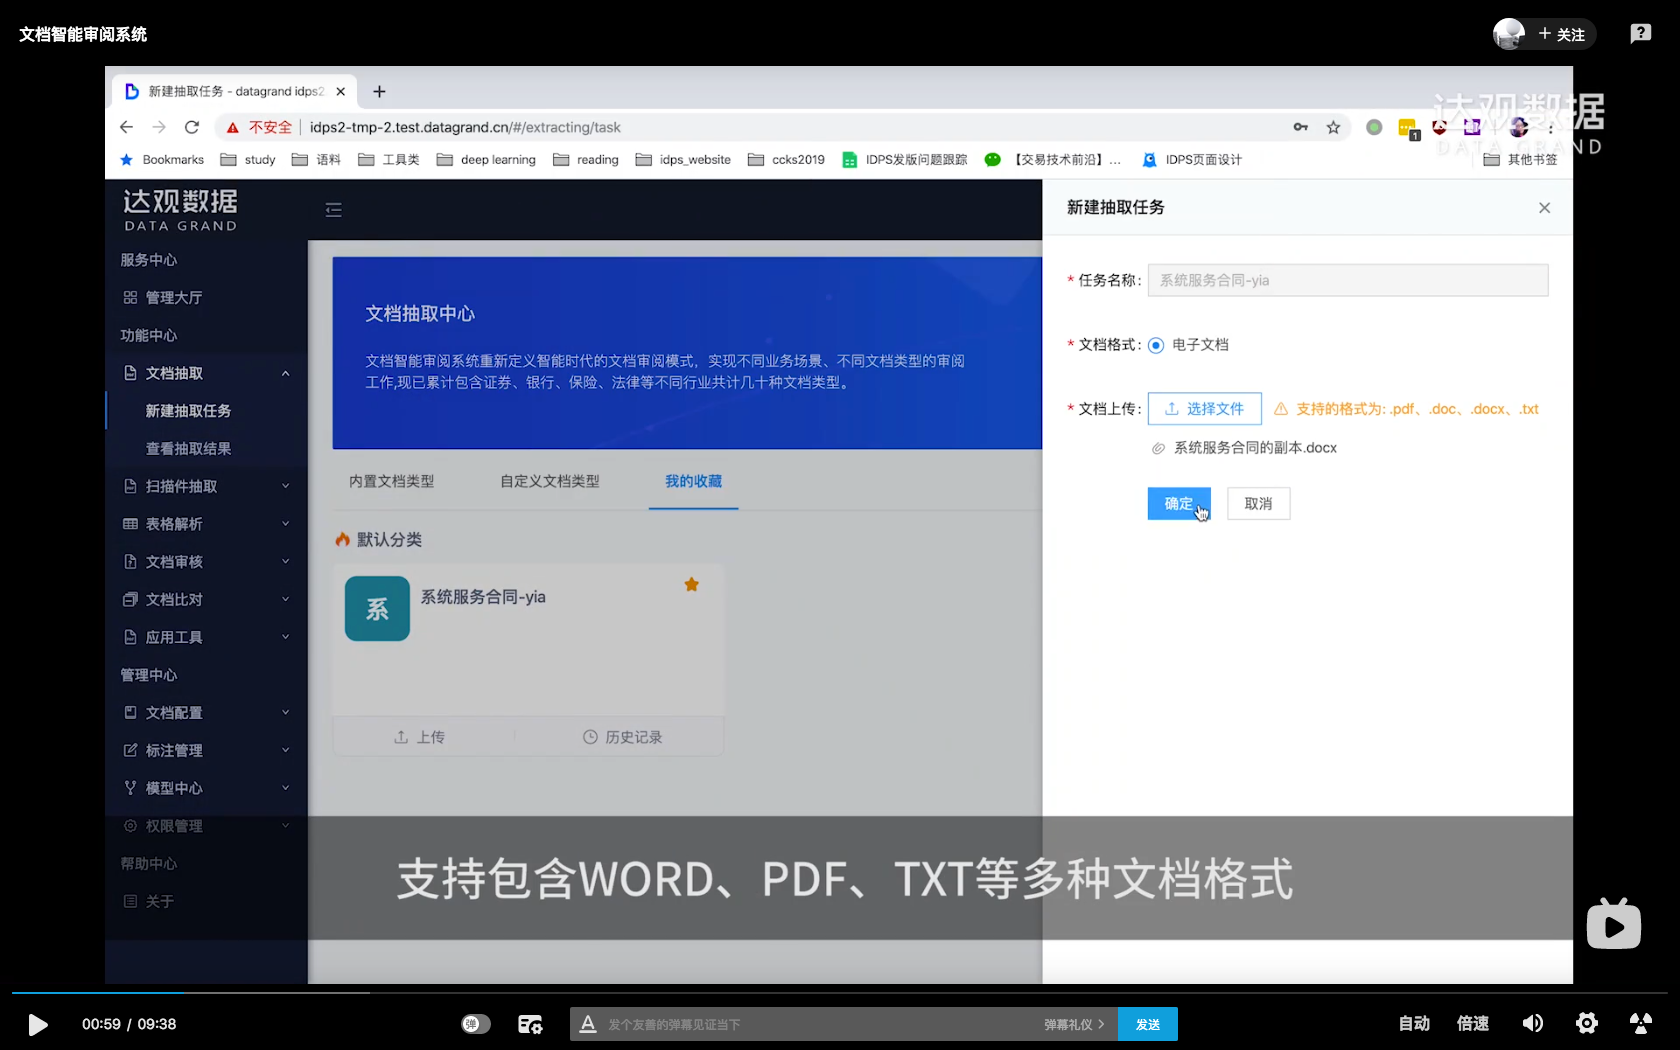 文档智能审阅系统
+ 关注
新建抽取任务 - datagrand idps2
达观数据
DATA GRAND
不安全 | idps2-tmp-2.test.datagrand.cn/#/extracting/task
1
Bookmarks study 语料 工具类 deep learning reading idps_website ccks2019 IDPS发版问题跟踪 【交易技术前沿】... IDPS页面设计 其他书签
达观数据
DATA GRAND
服务中心
管理大厅
功能中心
文档抽取
新建抽取任务
查看抽取结果
扫描件抽取
表格解析
文档审核
文档比对
应用工具
管理中心
文档配置
标注管理
模型中心
权限管理
帮助中心
关于
文档抽取中心
文档智能审阅系统重新定义智能时代的文档审阅模式，实现不同业务场景、不同文档类型的审阅
工作,现已累计包含证券、银行、保险、法律等不同行业共计几十种文档类型。
内置文档类型 自定义文档类型 我的收藏
默认分类
系
系统服务合同-yia
上传 历史记录
新建抽取任务
* 任务名称: 系统服务合同-yia
* 文档格式: 电子文档
* 文档上传: 选择文件 支持的格式为: .pdf、.doc、.docx、.txt
系统服务合同的副本.docx
确定 取消
支持包含WORD、PDF、TXT等多种文档格式
00:59 / 09:38
弹
发个友善的弹幕见证当下
弹幕礼仪 >
发送
自动
倍速